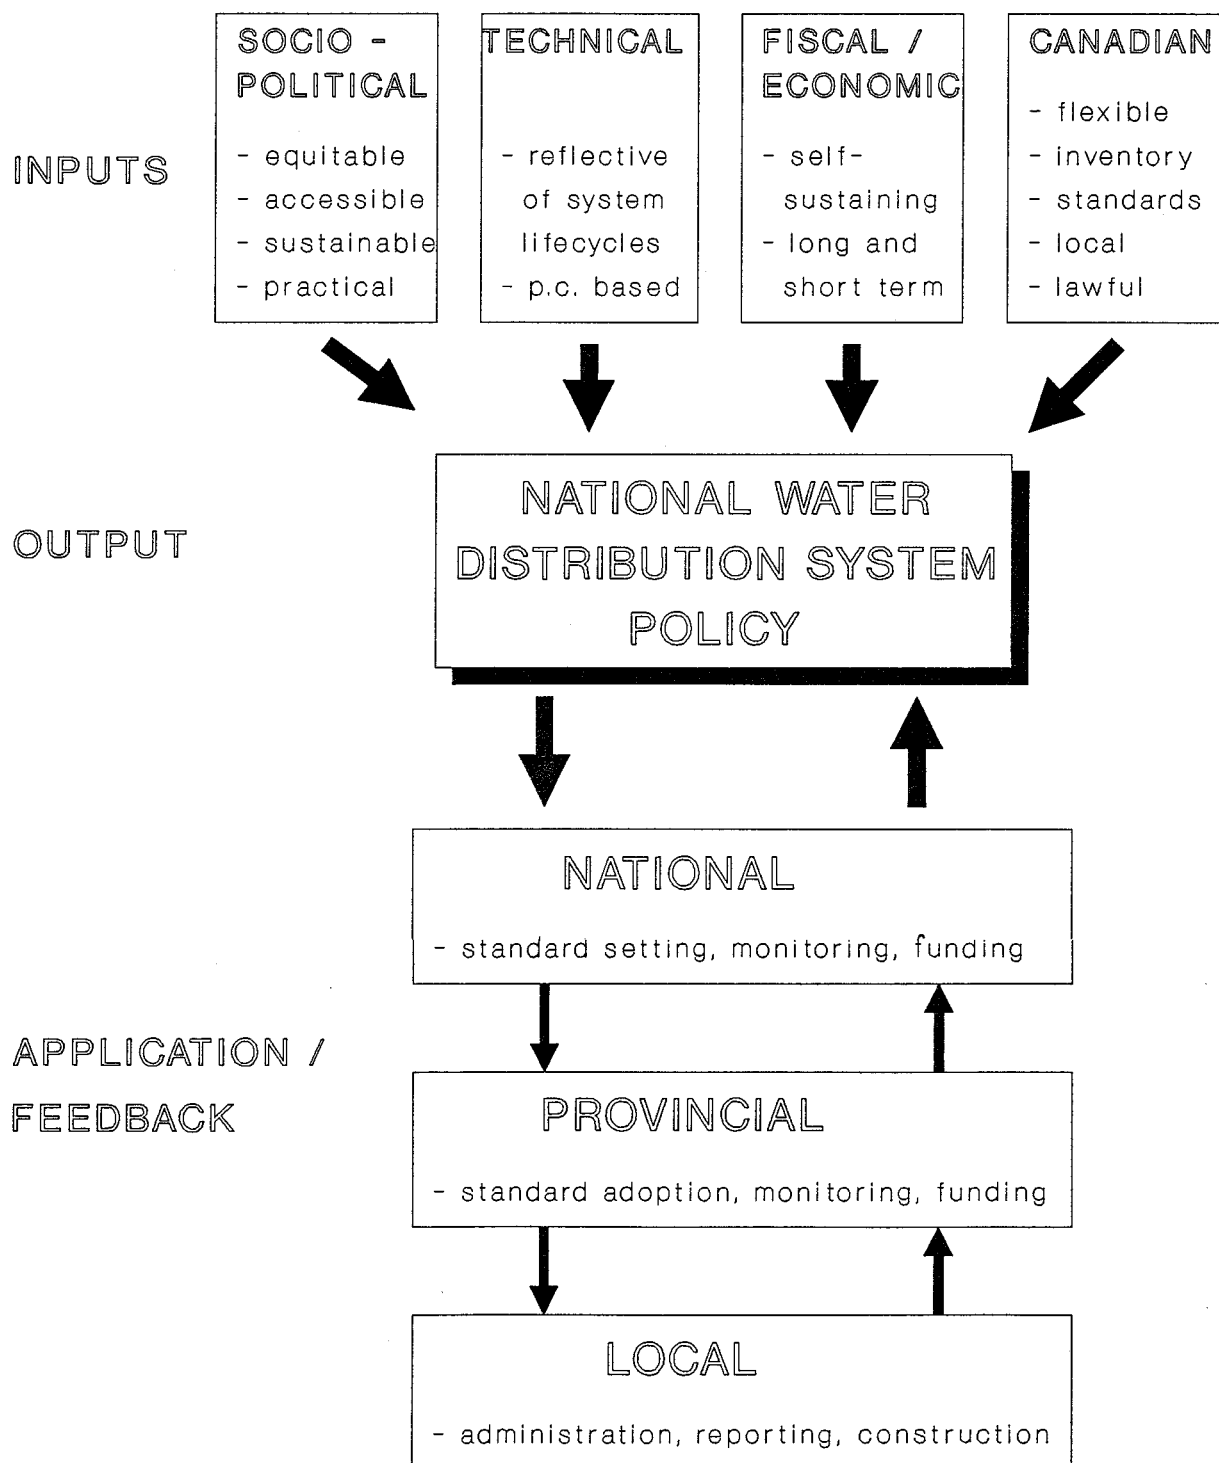 SOCIO -
POLITICAL
- equitable
- accessible
- sustainable
- practical
TECHNICAL
- reflective
of system
lifecycles
- p.c. based
FISCAL /
ECONOMIC
- self-
sustaining
- long and
short term
CANADIAN
- flexible
- inventory
- standards
- local
- lawful
INPUTS
OUTPUT
NATIONAL WATER
DISTRIBUTION SYSTEM
POLICY
NATIONAL
- standard setting, monitoring, funding
APPLICATION /
FEEDBACK
PROVINCIAL
- standard adoption, monitoring, funding
LOCAL
- administration, reporting, construction